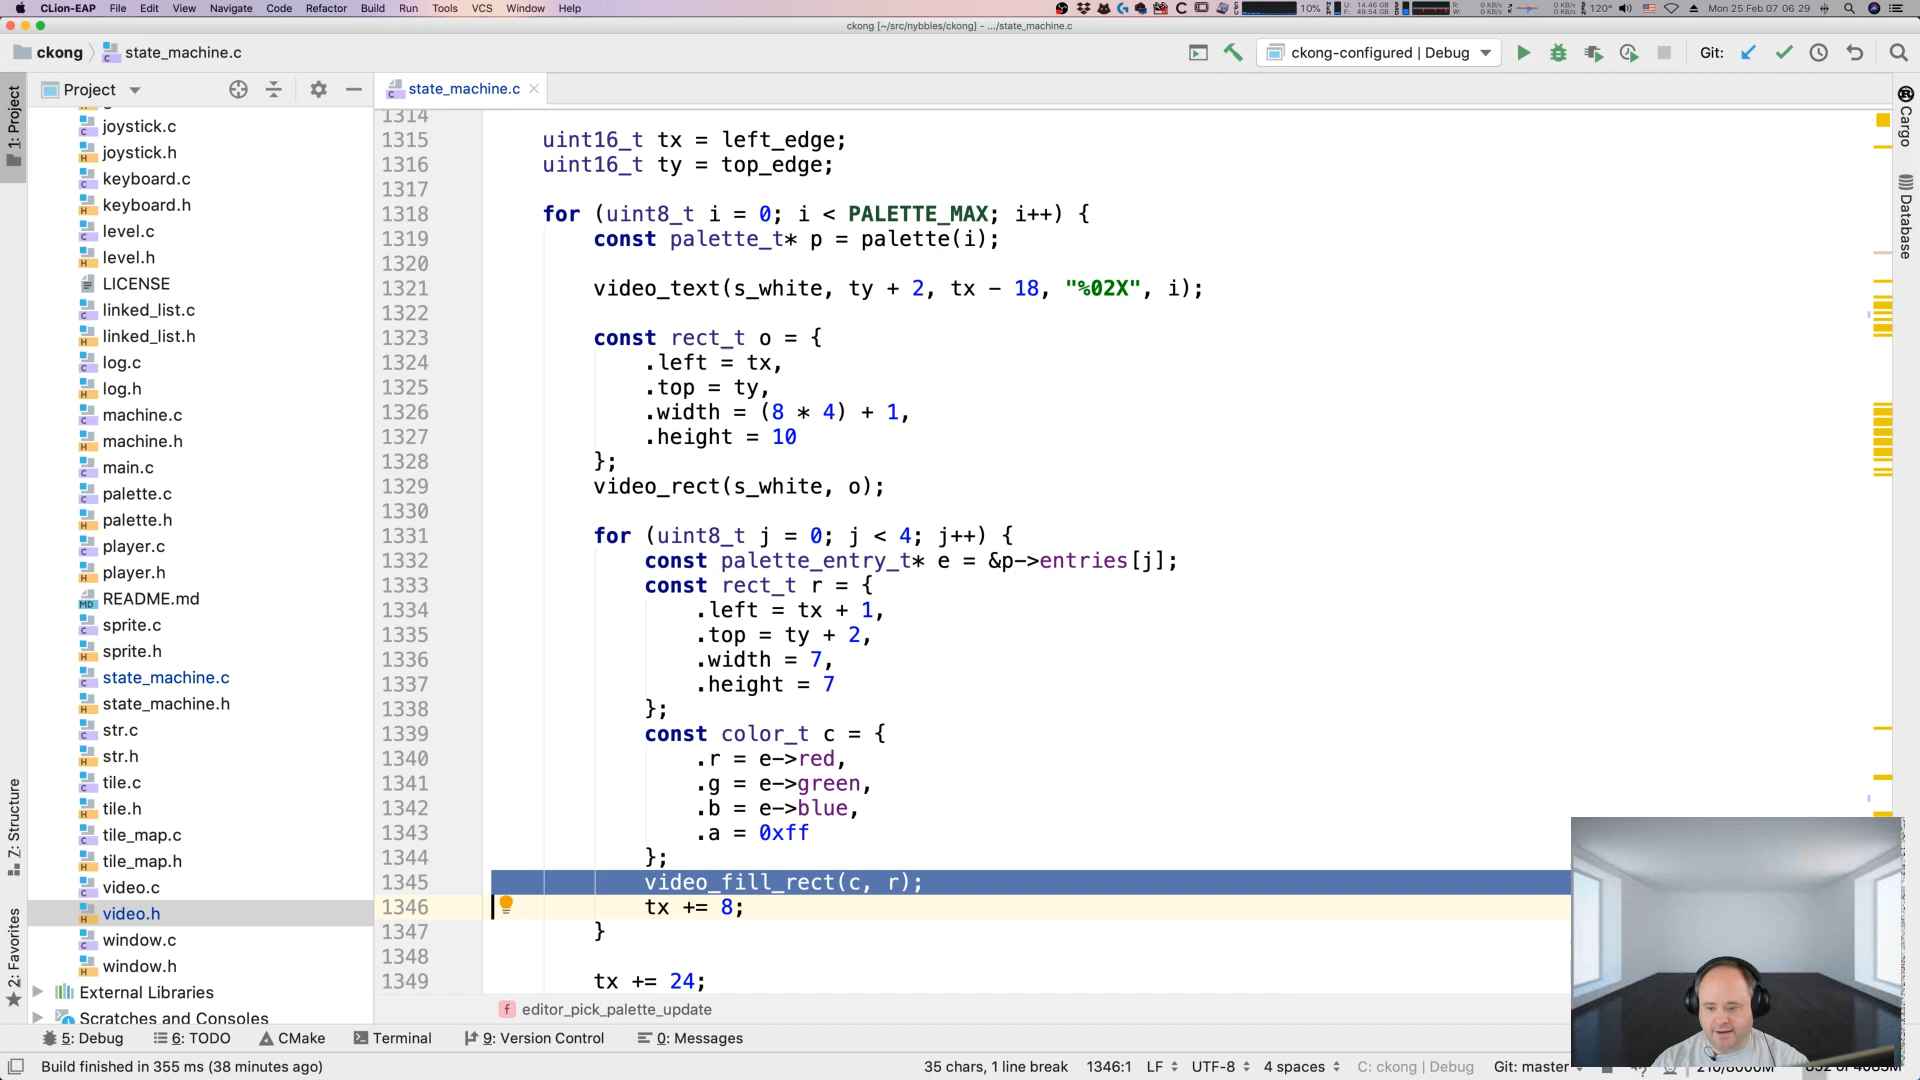 CLion-EAP File Edit View Navigate Code Refactor Build Run Tools VCS Window Help 10% 120° Mon 25 Feb 07 06 29
ckong [~/src/nybbles/ckong] - .../state_machine.c
ckong state_machine.c ckong-configured | Debug Git:
Project state_machine.c
1: Project
Z: Structure
2: Favorites
Cargo
Database
joystick.c
joystick.h
keyboard.c
keyboard.h
level.c
level.h
LICENSE
linked_list.c
linked_list.h
log.c
log.h
machine.c
machine.h
main.c
palette.c
palette.h
player.c
player.h
README.md
sprite.c
sprite.h
state_machine.c
state_machine.h
str.c
str.h
tile.c
tile.h
tile_map.c
tile_map.h
video.c
video.h
window.c
window.h
External Libraries
Scratches and Consoles
1314
1315 uint16_t tx = left_edge;
1316 uint16_t ty = top_edge;
1317
1318 for (uint8_t i = 0; i < PALETTE_MAX; i++) {
1319 const palette_t* p = palette(i);
1320
1321 video_text(s_white, ty + 2, tx - 18, "%02X", i);
1322
1323 const rect_t o = {
1324 .left = tx,
1325 .top = ty,
1326 .width = (8 * 4) + 1,
1327 .height = 10
1328 };
1329 video_rect(s_white, o);
1330
1331 for (uint8_t j = 0; j < 4; j++) {
1332 const palette_entry_t* e = &p->entries[j];
1333 const rect_t r = {
1334 .left = tx + 1,
1335 .top = ty + 2,
1336 .width = 7,
1337 .height = 7
1338 };
1339 const color_t c = {
1340 .r = e->red,
1341 .g = e->green,
1342 .b = e->blue,
1343 .a = 0xff
1344 };
1345 video_fill_rect(c, r);
1346 tx += 8;
1347 }
1348
1349 tx += 24;
f editor_pick_palette_update
5: Debug 6: TODO CMake Terminal 9: Version Control 0: Messages
Build finished in 355 ms (38 minutes ago) 35 chars, 1 line break 1346:1 LF UTF-8 4 spaces C: ckong | Debug Git: master